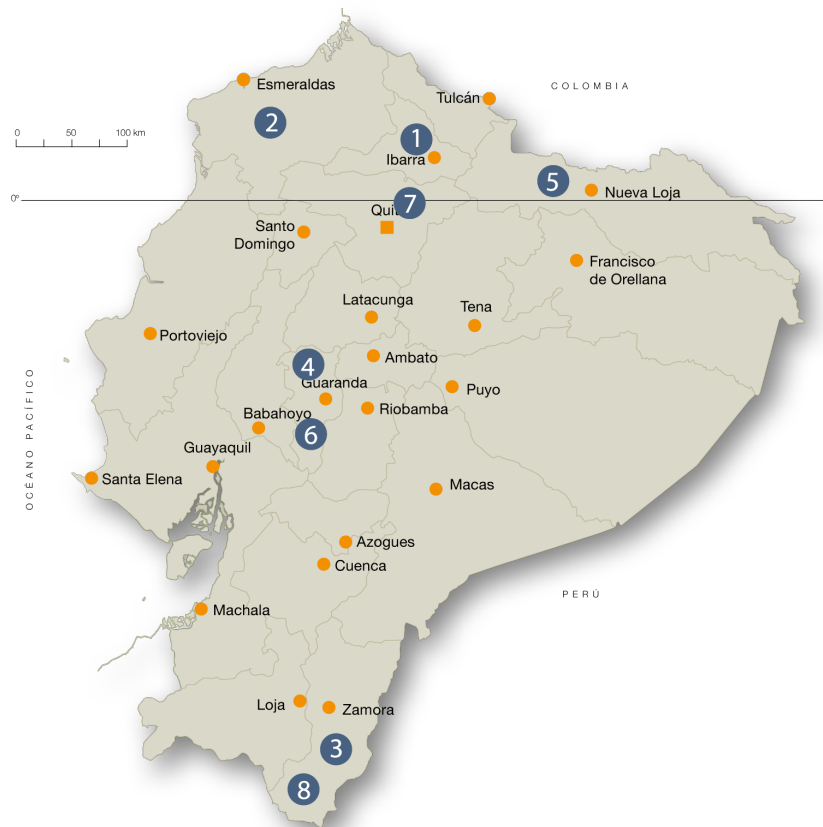 Esmeraldas
COLOMBIA
Tulcán
2
1
0 50 100 km
Ibarra
5
Nueva Loja
0°
7
Santo
Domingo
Francisco
de Orellana
Latacunga
Tena
Portoviejo
Ambato
4
Guaranda
Puyo
OCÉANO PACÍFICO
Babahoyo
Riobamba
6
Guayaquil
Santa Elena
Macas
Azogues
Cuenca
PERÚ
Machala
Loja
Zamora
3
8